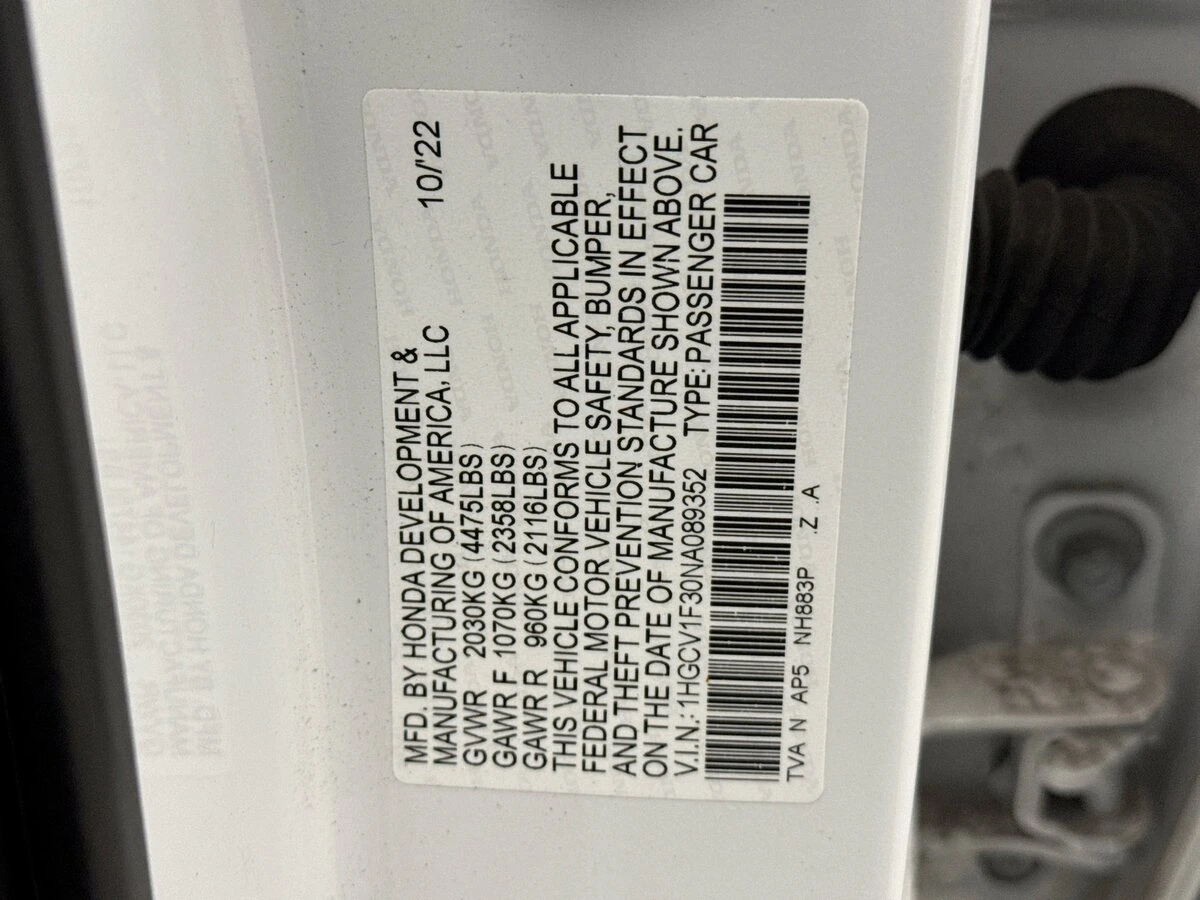 MFD. BY HONDA DEVELOPMENT &
MANUFACTURING OF AMERICA, LLC 10/'22
GVWR 2030KG (4475LBS)
GAWR F 1070KG (2358LBS)
GAWR R 960KG (2116LBS)
THIS VEHICLE CONFORMS TO ALL APPLICABLE
FEDERAL MOTOR VEHICLE SAFETY, BUMPER,
AND THEFT PREVENTION STANDARDS IN EFFECT
ON THE DATE OF MANUFACTURE SHOWN ABOVE.
V.I.N.: 1HGCV1F30NA089352 TYPE: PASSENGER CAR
TVA N AP5 NH883P .Z .A